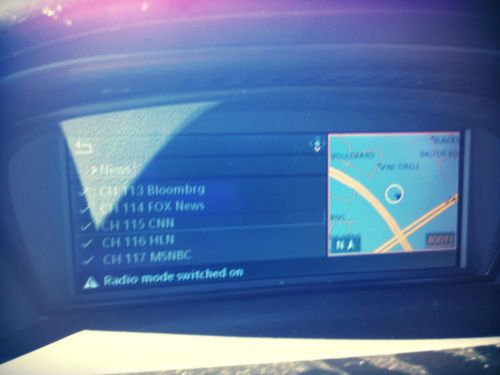 News
CH 113 Bloombrg
CH 114 FOX News
CH 115 CNN
CH 116 HLN
CH 117 MSNBC
Radio mode switched on
BOULEVARD
VINE CIRCLE
N
400ft